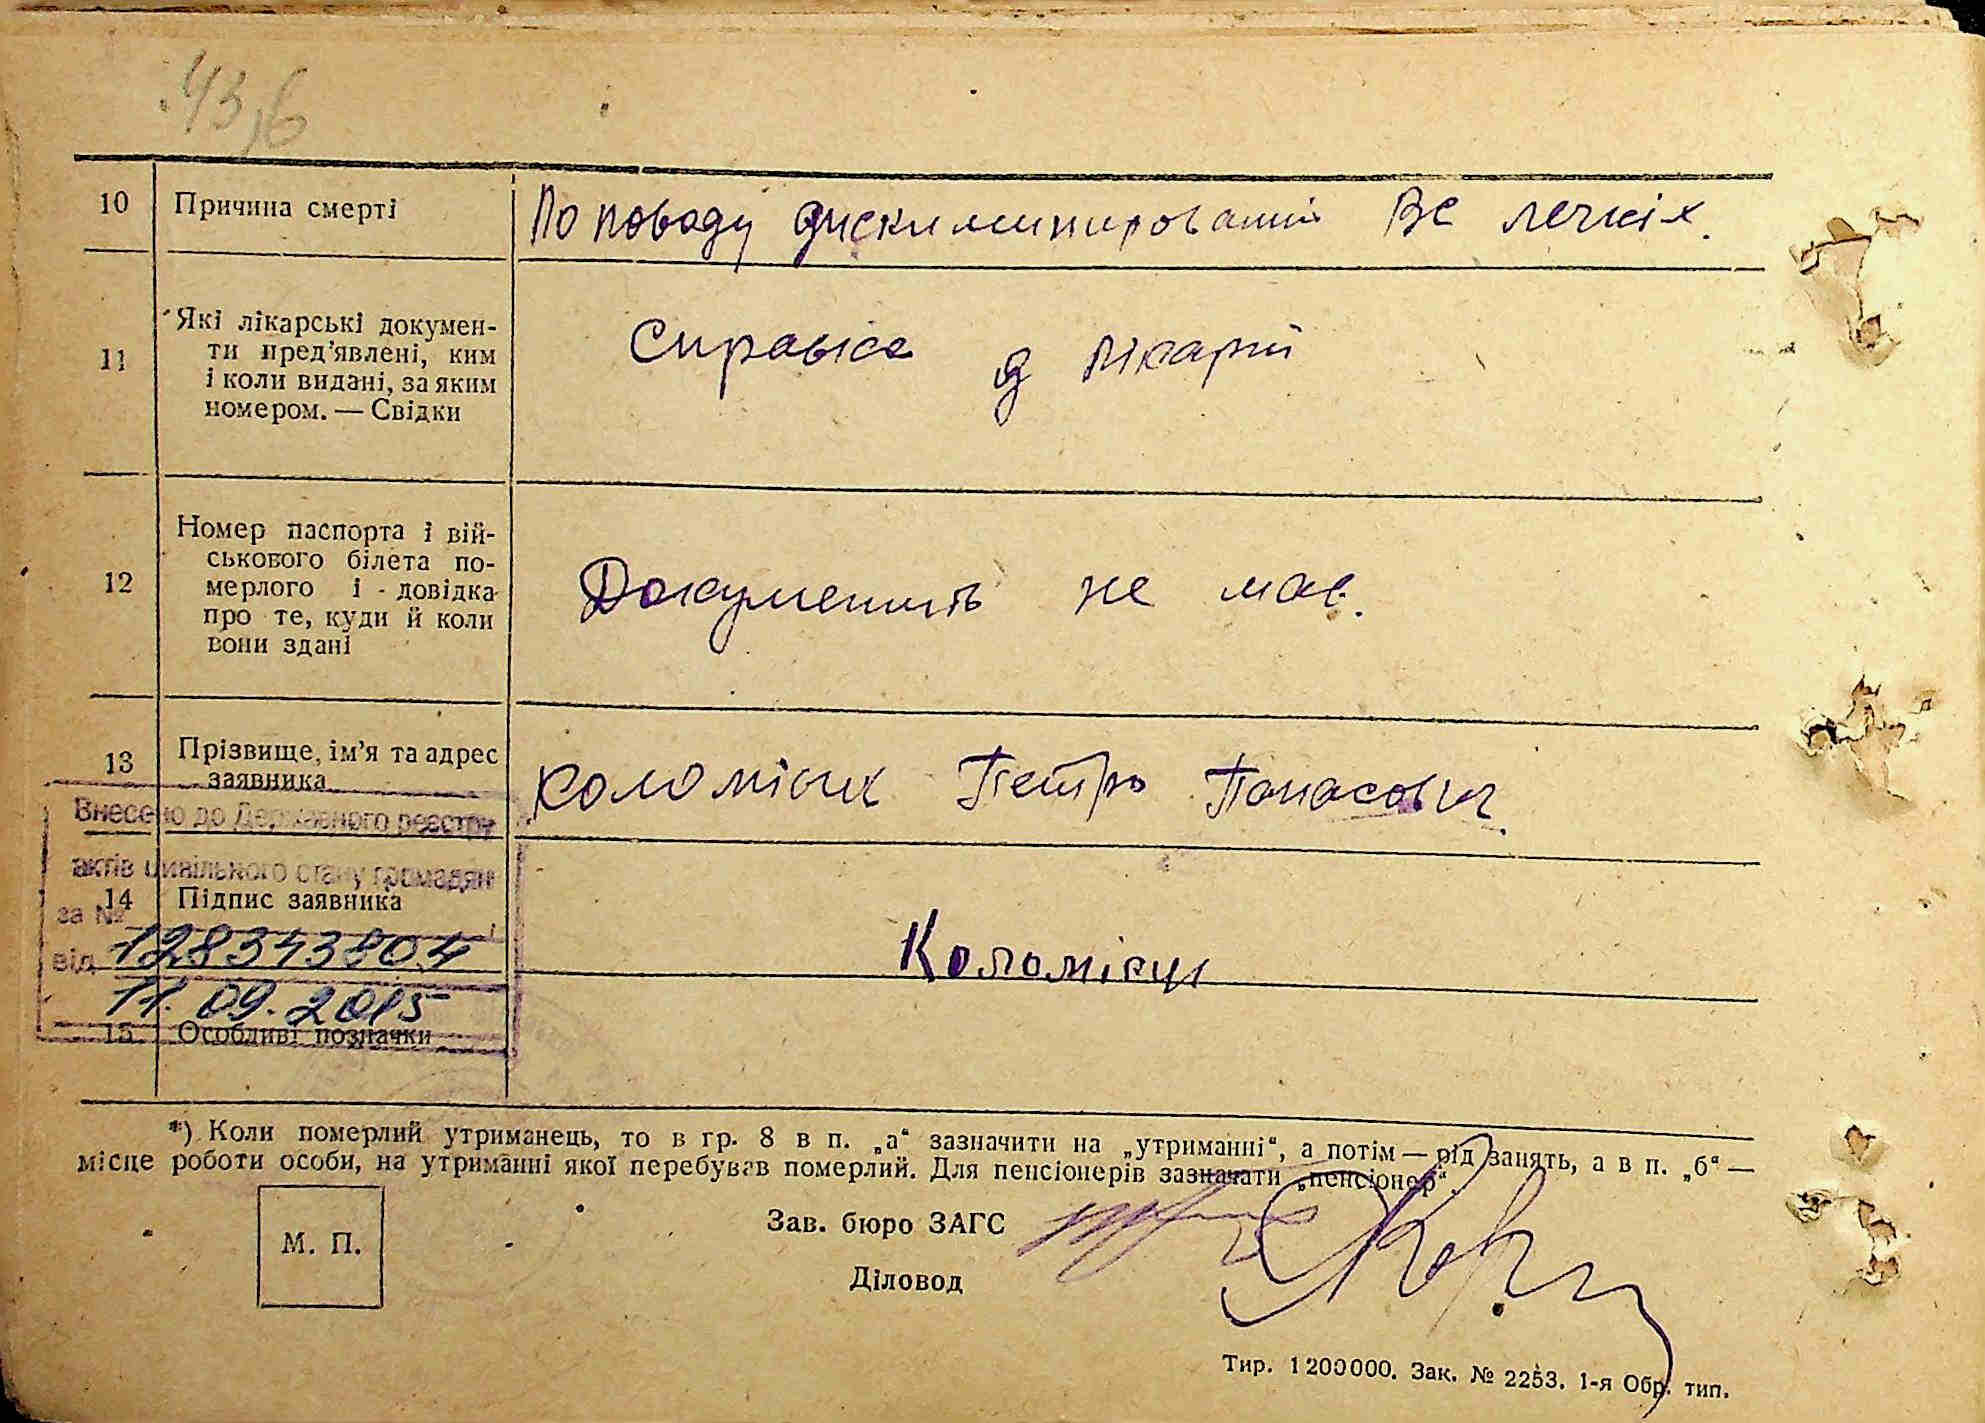 43,6
10 Причина смерті По поводу дискиминированій ВС легкіх.
11 Які лікарські докумен-
ти пред'явлені, ким
і коли видані, за яким
номером. — Свідки
Справка д лікарні
12 Номер паспорта і вій-
ськового білета по-
мерлого і - довідка
про те, куди й коли
вони здані
Документів не мав.
13 Прізвище, ім'я та адрес
заявника
Коломієць Петро Панасович.
Внесено до Державного реєстру
актів цивільного стану громадян
14 Підпис заявника
Коломієць
за № 128343804
від 11.09.2015
15 Особливі позначки
*) Коли померлий утриманець, то в гр. 8 в п. „а“ зазначити на „утриманні“, а потім — рід занять, а в п. „б“ —
місце роботи особи, на утриманні якої перебував померлий. Для пенсіонерів зазначати „пенсіонер“.
М. П.
Зав. бюро ЗАГС
Діловод
Тир. 1200000. Зак. № 2253. 1-я Обр. тип.